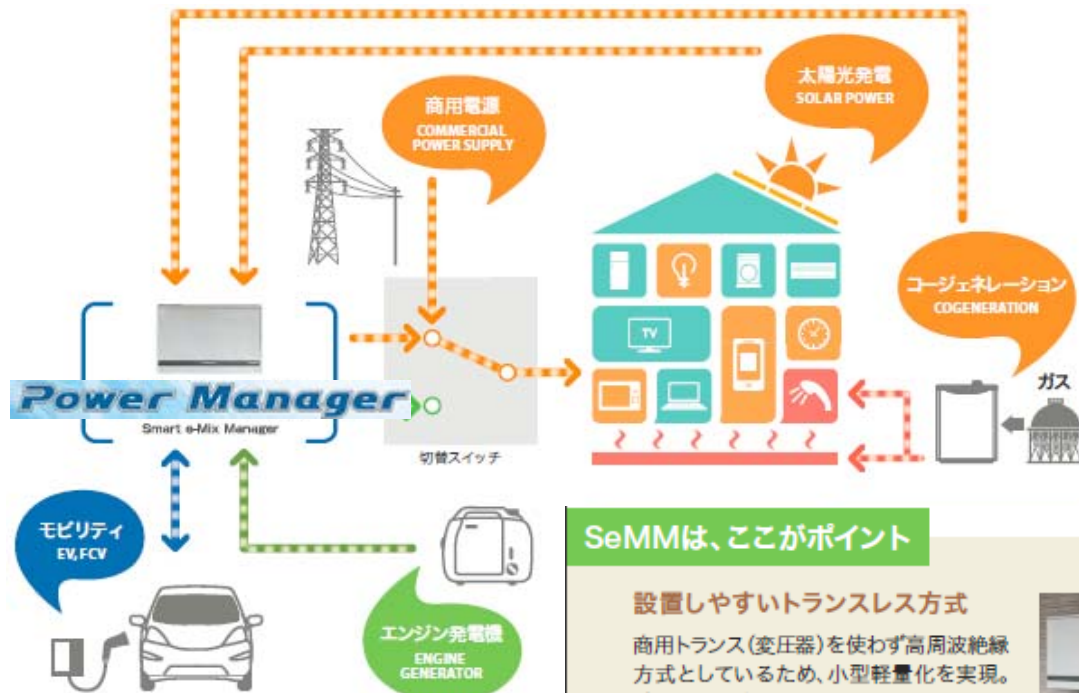 太陽光発電
SOLAR POWER
商用電源
COMMERCIAL
POWER SUPPLY
コージェネレーション
COGENERATION
TV
ガス
Power Manager
Smart e-Mix Manager
切替スイッチ
モビリティ
EV, FCV
エンジン発電機
ENGINE
GENERATOR
SeMMは、ここがポイント
設置しやすいトランスレス方式
商用トランス(変圧器)を使わず高周波絶縁
方式としているため、小型軽量化を実現。